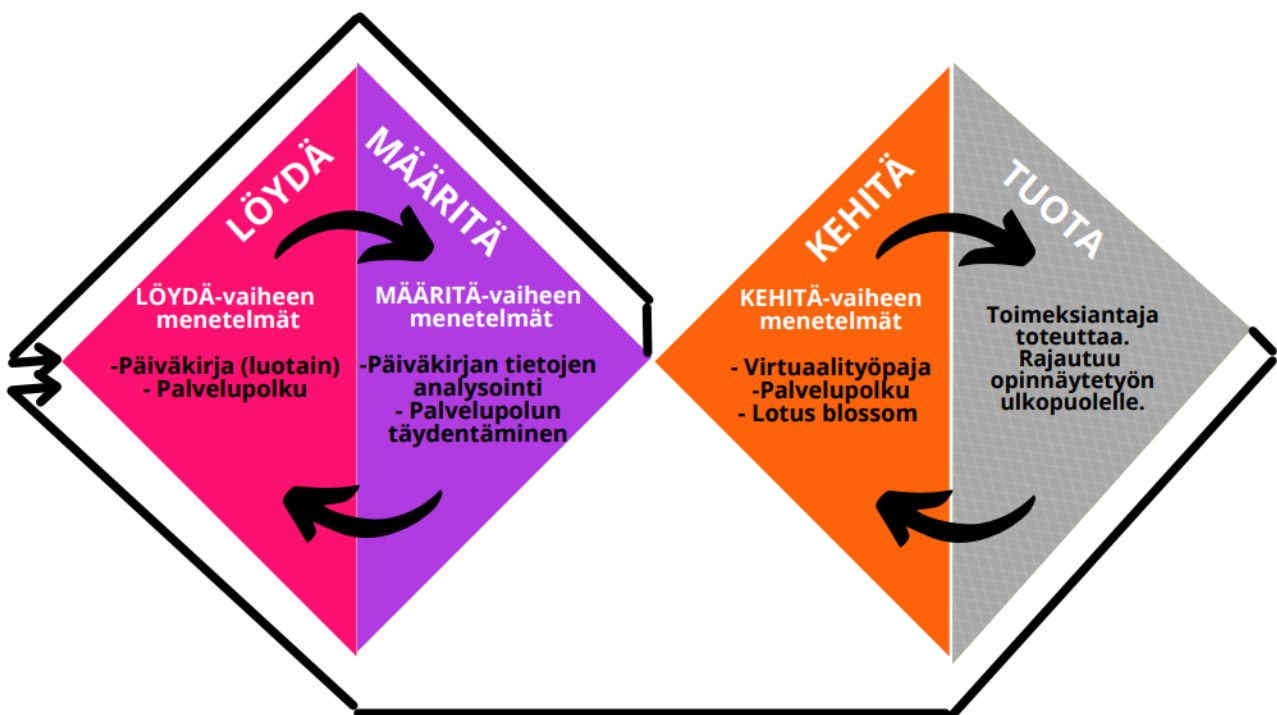 LÖYDÄ
LÖYDÄ-vaiheen
menetelmät
-Päiväkirja (luotain)
- Palvelupolku
MÄÄRITÄ
MÄÄRITÄ-vaiheen
menetelmät
-Päiväkirjan tietojen
analysointi
- Palvelupolun
täydentäminen
KEHITÄ
KEHITÄ-vaiheen
menetelmät
- Virtuaalityöpaja
-Palvelupolku
- Lotus blossom
TUOTA
Toimeksiantaja
toteuttaa.
Rajautuu
opinnäytetyön
ulkopuolelle.